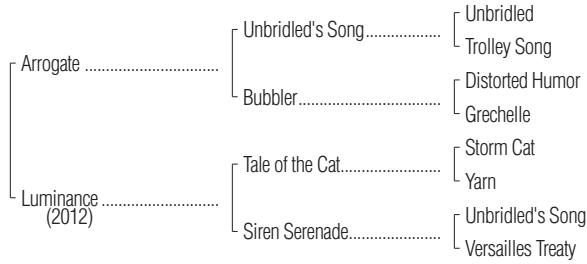 Unbridled
Unbridled's Song
Trolley Song
Arrogate
Distorted Humor
Bubbler
Grechelle
Storm Cat
Tale of the Cat
Yarn
Luminance
(2012)
Unbridled's Song
Siren Serenade
Versailles Treaty